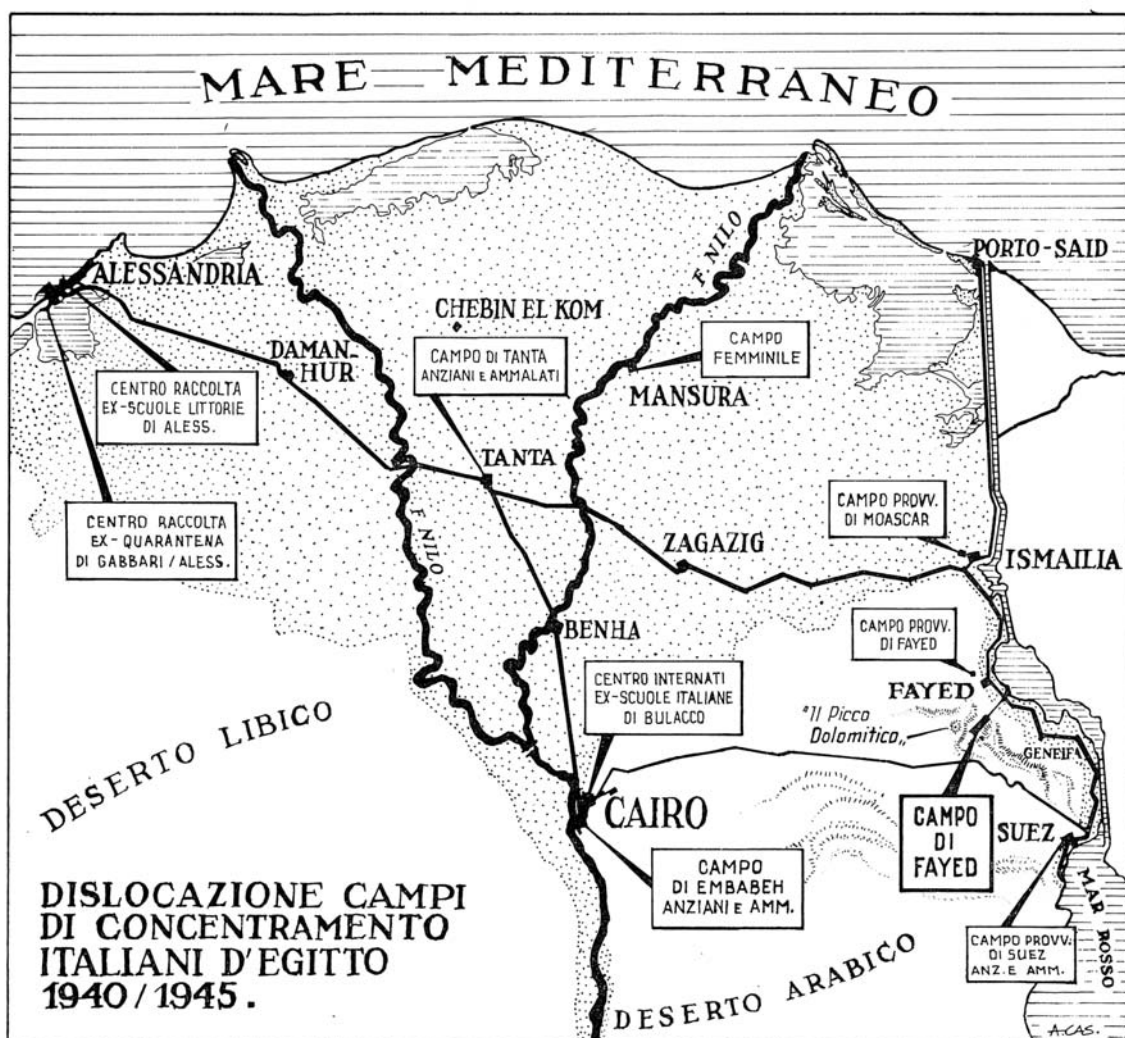 MARE MEDITERRANEO
ALESSANDRIA
PORTO-SAID
F NILO
CHEBIN EL KOM
DAMAN-
HUR
CAMPO DI TANTA
ANZIANI E AMMALATI
CAMPO
FEMMINILE
MANSURA
CENTRO RACCOLTA
EX-SCUOLE LITTORIE
DI ALESS.
TANTA
CENTRO RACCOLTA
EX-QUARANTENA
DI GABBARI/ALESS.
F NILO
ZAGAZIG
CAMPO PROVV.
DI MOASCAR
ISMAILIA
BENHA
CAMPO PROVV.
DI FAYED
CENTRO INTERNATI
EX-SCUOLE ITALIANE
DI BULACCO
FAYED
"Il Picco
Dolomitico„
GENEIFA
DESERTO LIBICO
CAIRO
CAMPO
DI
FAYED
SUEZ
CAMPO
DI EMBABEH
ANZIANI E AMM.
MAR ROSSO
CAMPO PROVV.
DI SUEZ
ANZ. E AMM.
DISLOCAZIONE CAMPI
DI CONCENTRAMENTO
ITALIANI D'EGITTO
1940/1945.
DESERTO ARABICO
A.CAS.